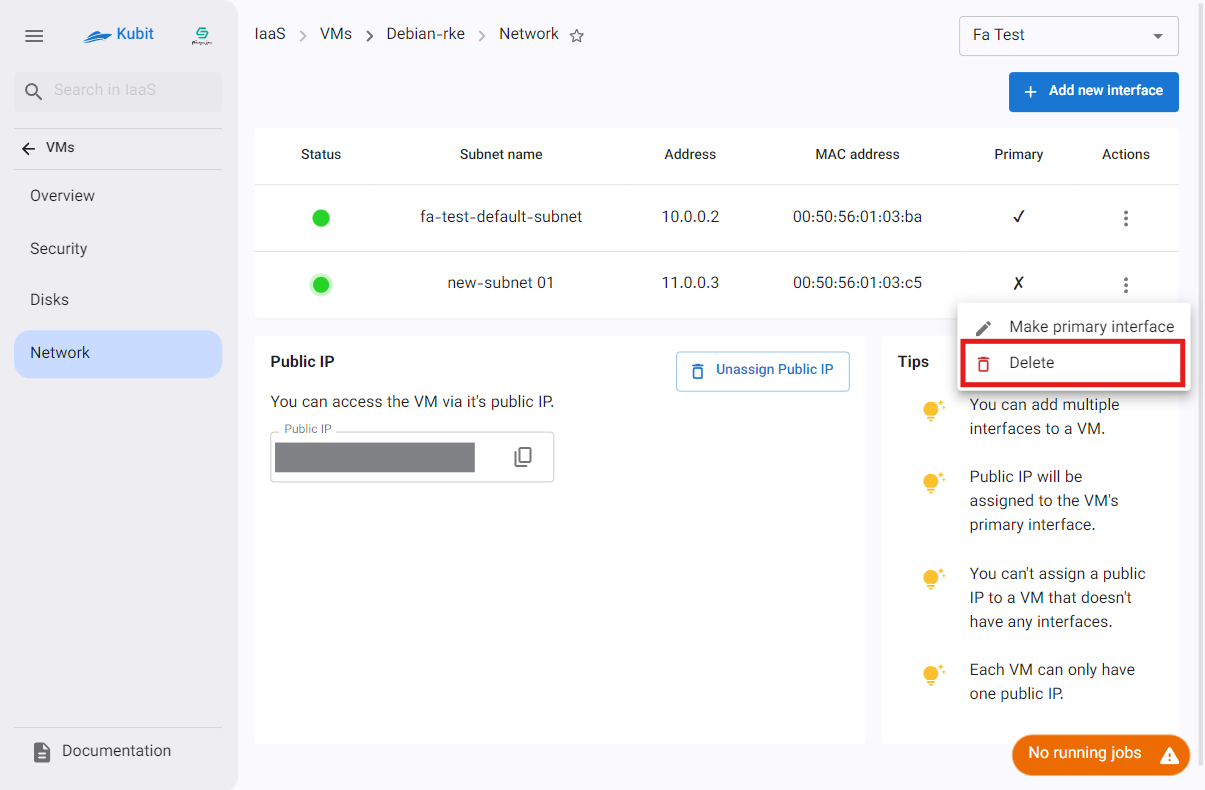 Kubit
IaaS
VMs
Debian-rke
Network
Fa Test
Search in IaaS
Add new interface
VMs
Overview
Security
Disks
Network
Documentation
Status Subnet name Address MAC address Primary Actions
fa-test-default-subnet 10.0.0.2 00:50:56:01:03:ba ✓
new-subnet 01 11.0.0.3 00:50:56:01:03:c5 ✗
Make primary interface
Delete
Public IP
Unassign Public IP
You can access the VM via it's public IP.
Public IP
Tips
You can add multiple
interfaces to a VM.
Public IP will be
assigned to the VM's
primary interface.
You can't assign a public
IP to a VM that doesn't
have any interfaces.
Each VM can only have
one public IP.
No running jobs